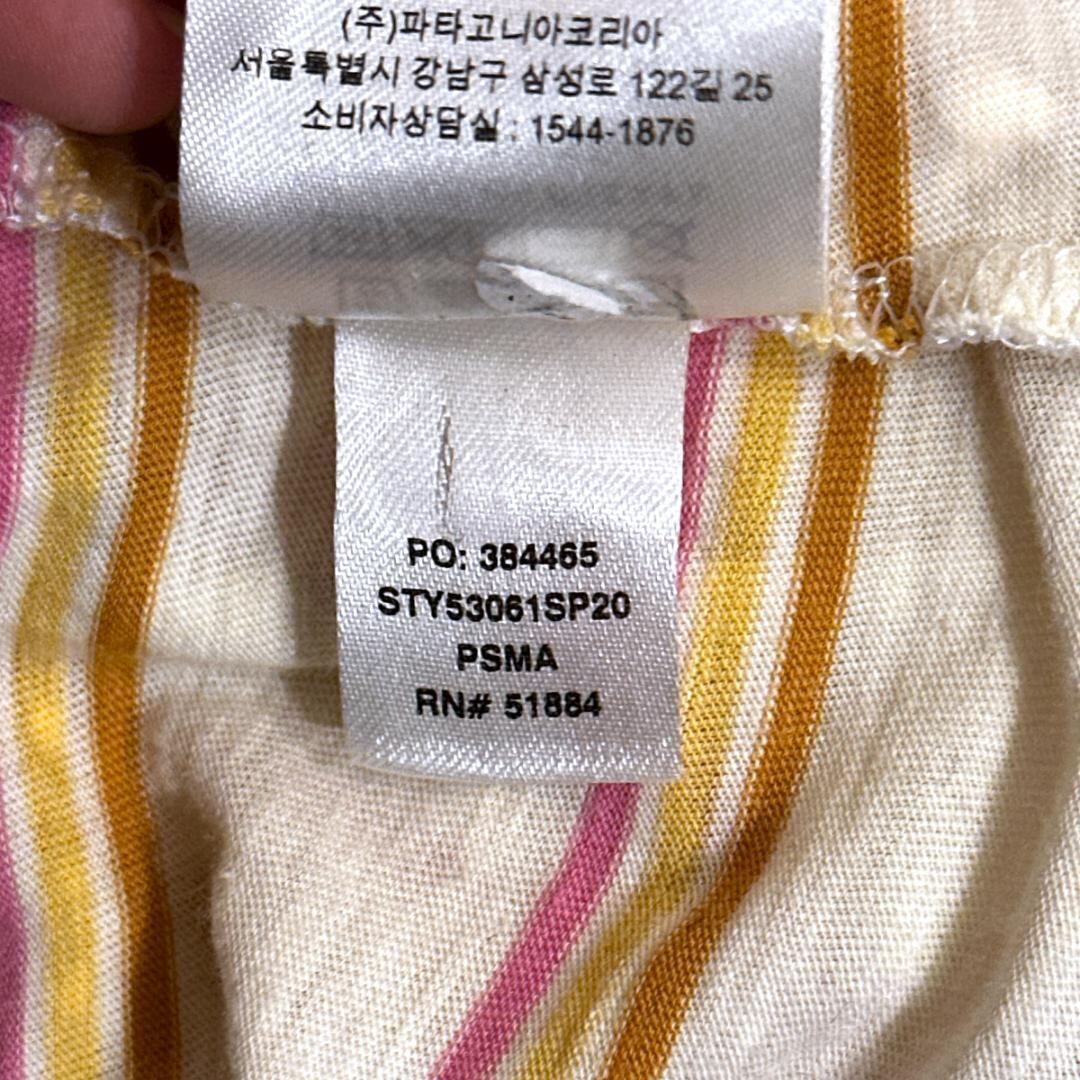 (주)파타고니아코리아
서울특별시 강남구 삼성로 122길 25
소비자상담실 : 1544-1876
PO: 384465
STY53061SP20
PSMA
RN# 51884